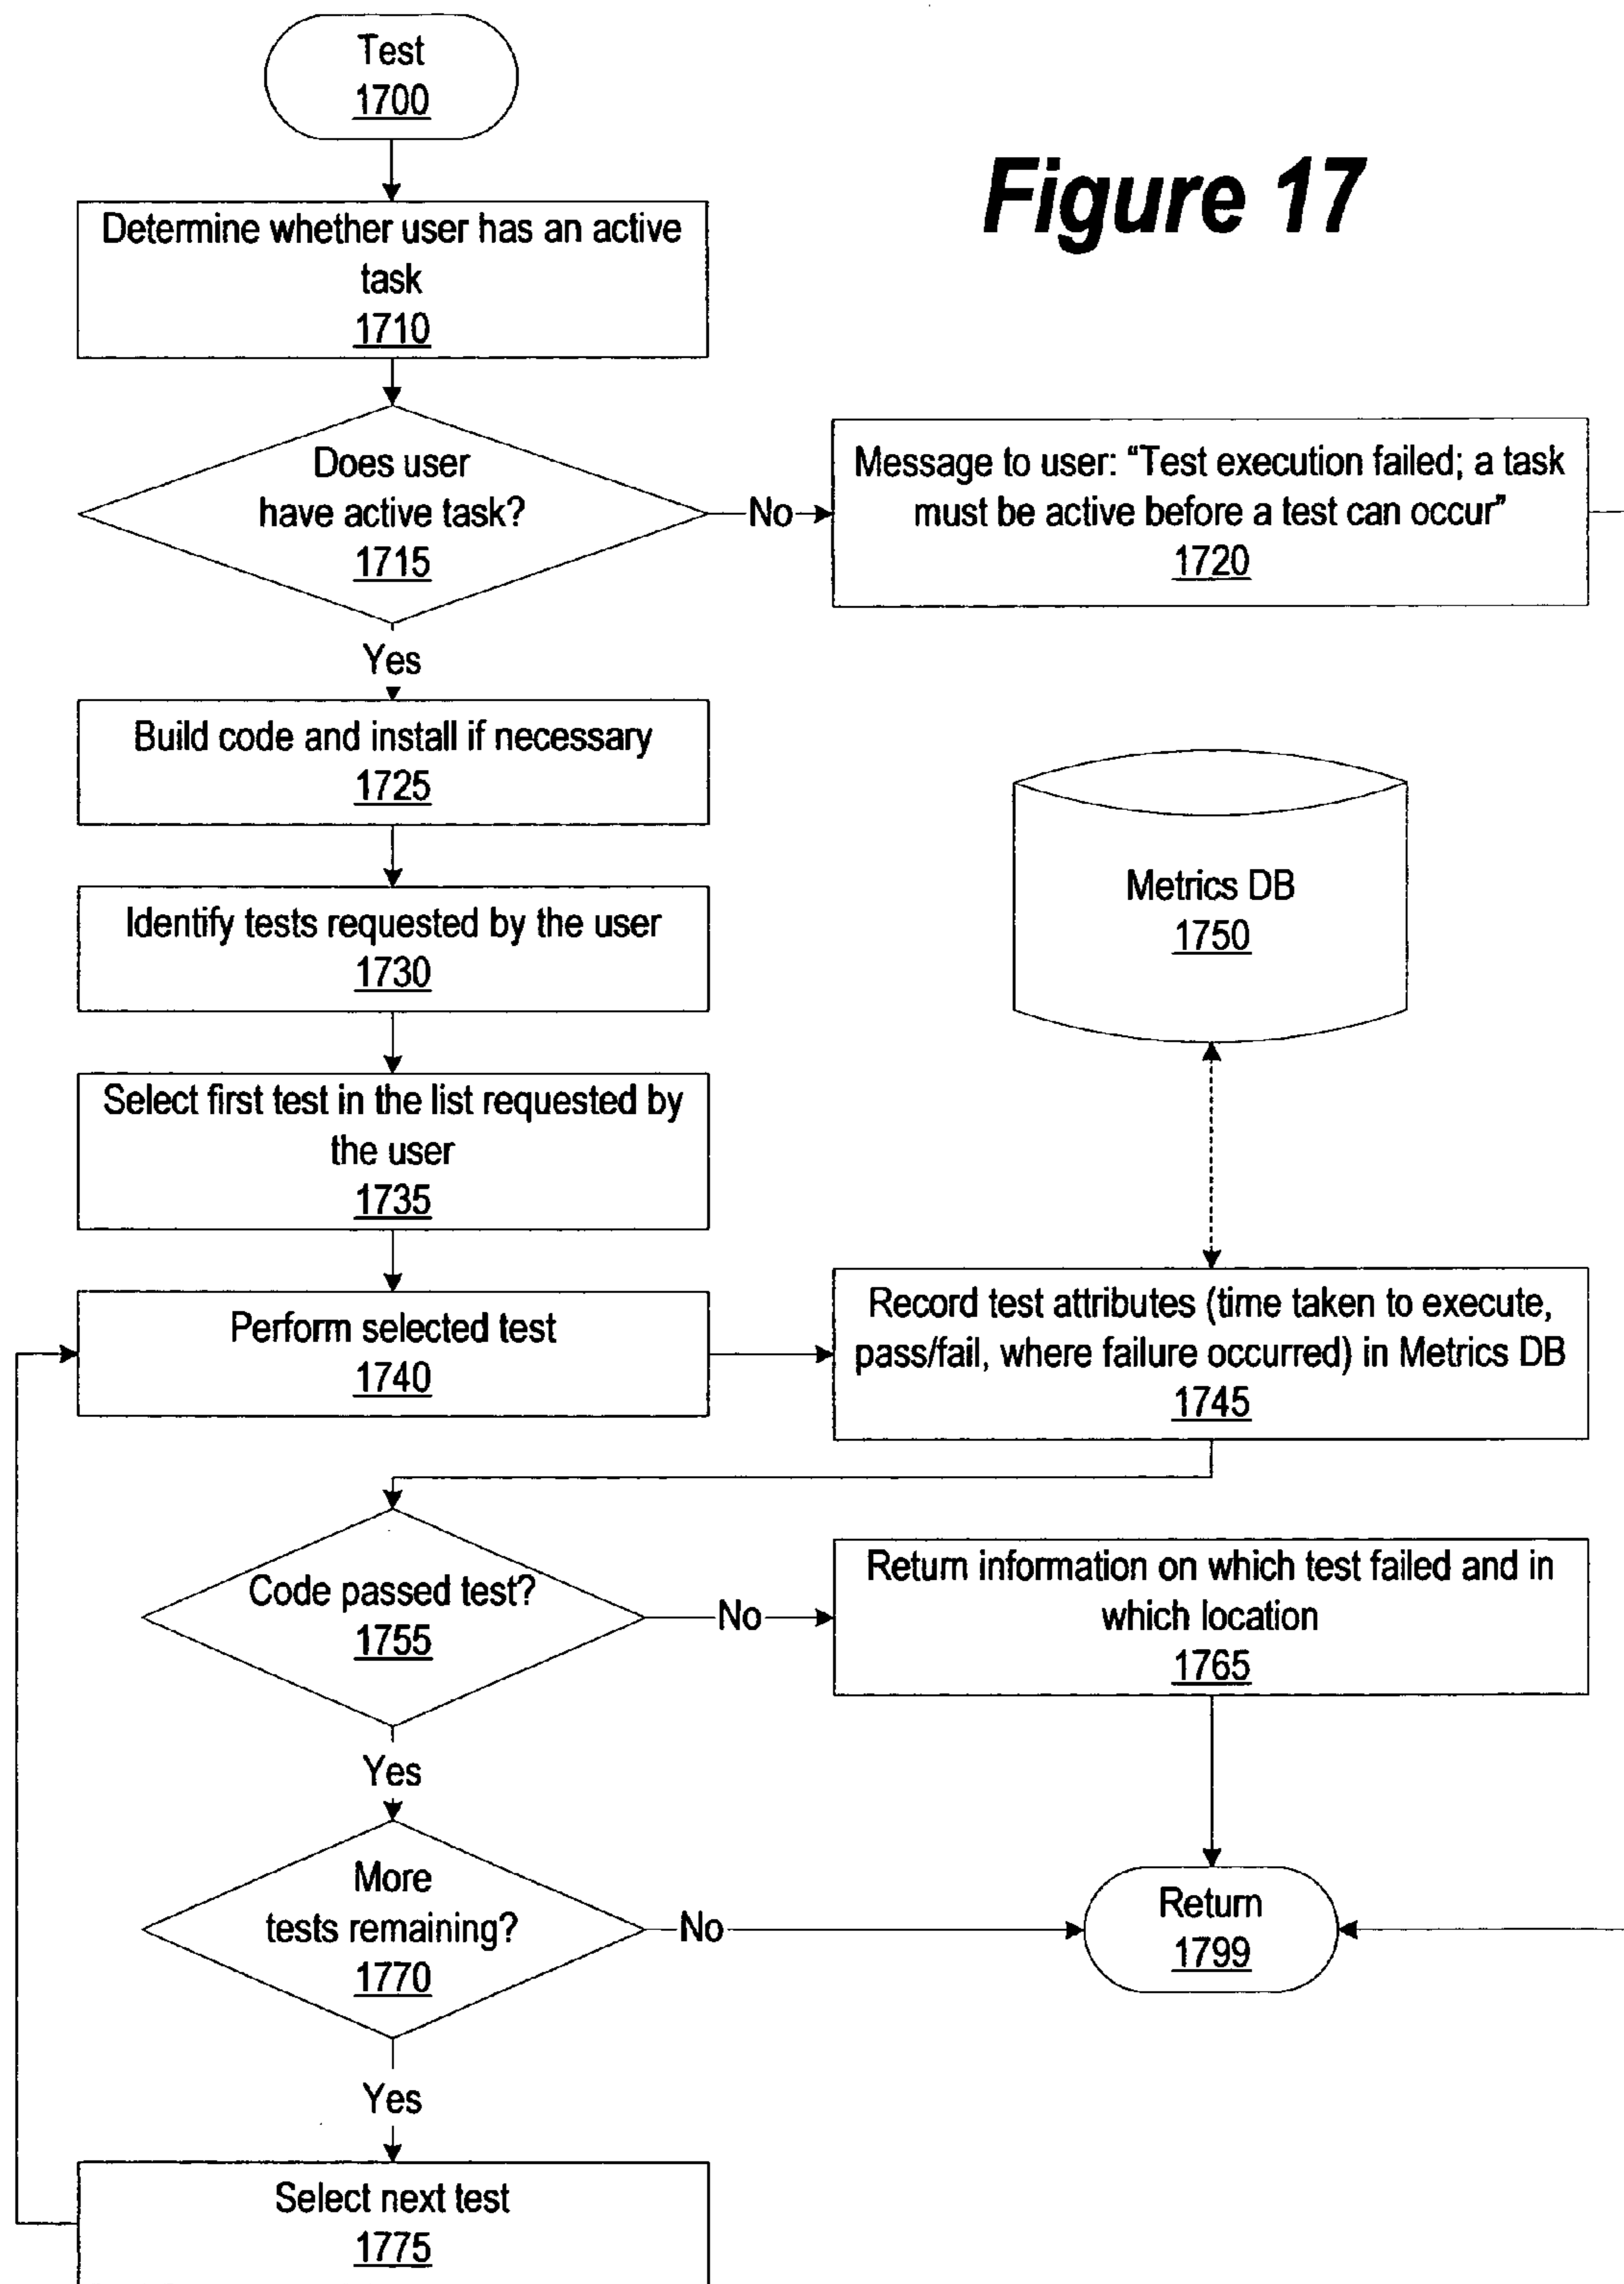 Test
1700
Figure 17
Determine whether user has an active
task
1710
Does user
have active task?
1715
No
Message to user: “Test execution failed; a task
must be active before a test can occur”
1720
Yes
Build code and install if necessary
1725
Identify tests requested by the user
1730
Metrics DB
1750
Select first test in the list requested by
the user
1735
Perform selected test
1740
Record test attributes (time taken to execute,
pass/fail, where failure occurred) in Metrics DB
1745
Code passed test?
1755
No
Return information on which test failed and in
which location
1765
Yes
More
tests remaining?
1770
No
Return
1799
Yes
Select next test
1775